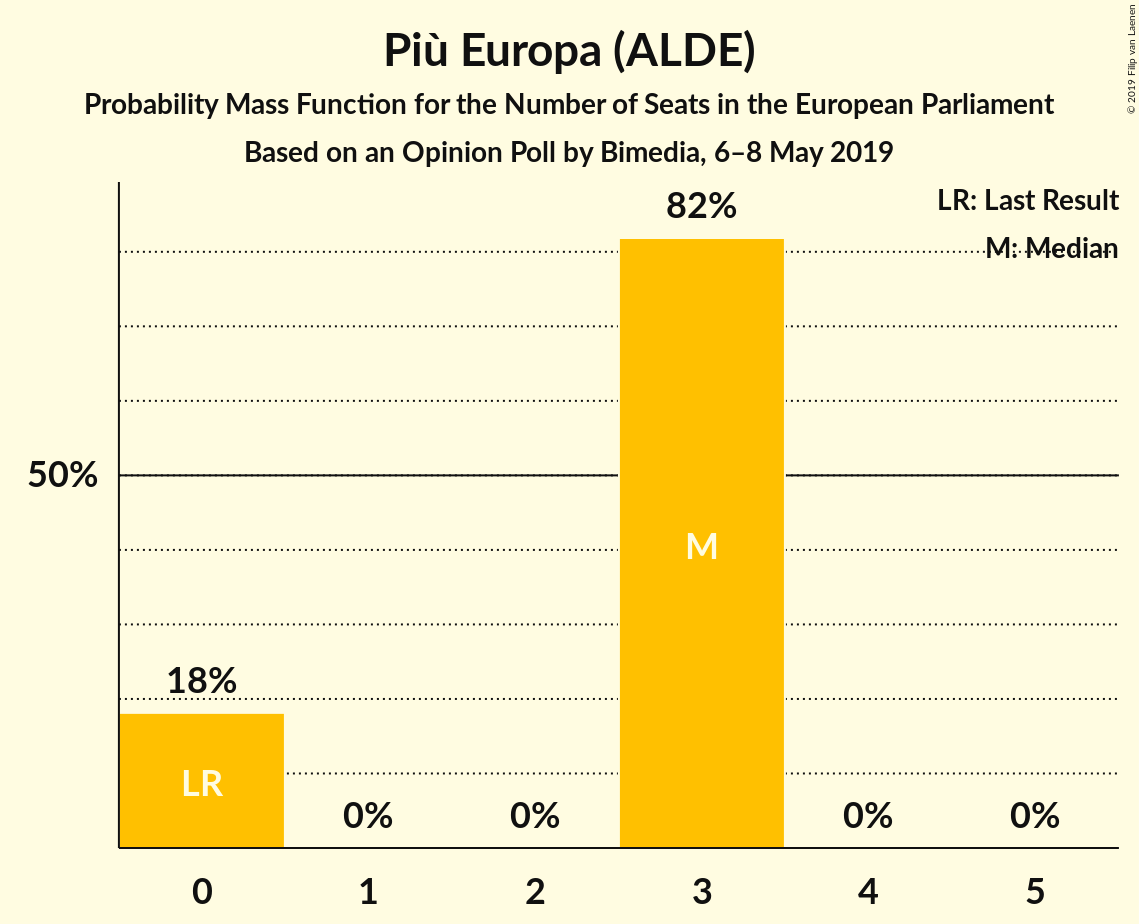 Più Europa (ALDE)
Probability Mass Function for the Number of Seats in the European Parliament
Based on an Opinion Poll by Bimedia, 6–8 May 2019
© 2019 Filip van Laenen
LR: Last Result
M: Median
82%
50%
M
18%
LR
0%
0%
0%
0%
0
1
2
3
4
5